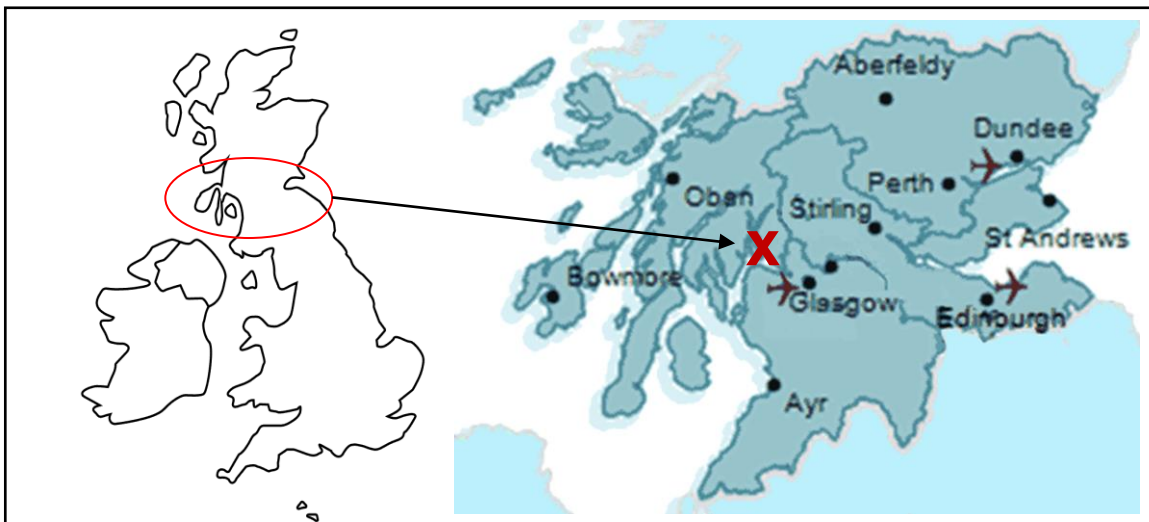 Aberfeldy
Dundee
Perth
Oban
Stirling
St Andrews
X
Bowmore
Glasgow
Edinburgh
Ayr